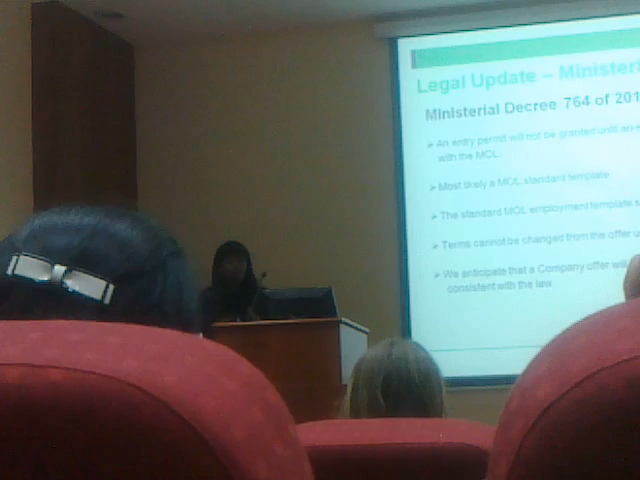 Legal Update – Ministeri
Ministerial Decree 764 of 201
➢ An entry permit will not be granted until an
with the MOL.
➢ Most likely a MOL standard template
➢ The standard MOL employment template s
➢ Terms cannot be changed from the offer u
➢ We anticipate that a Company offer will
consistent with the law